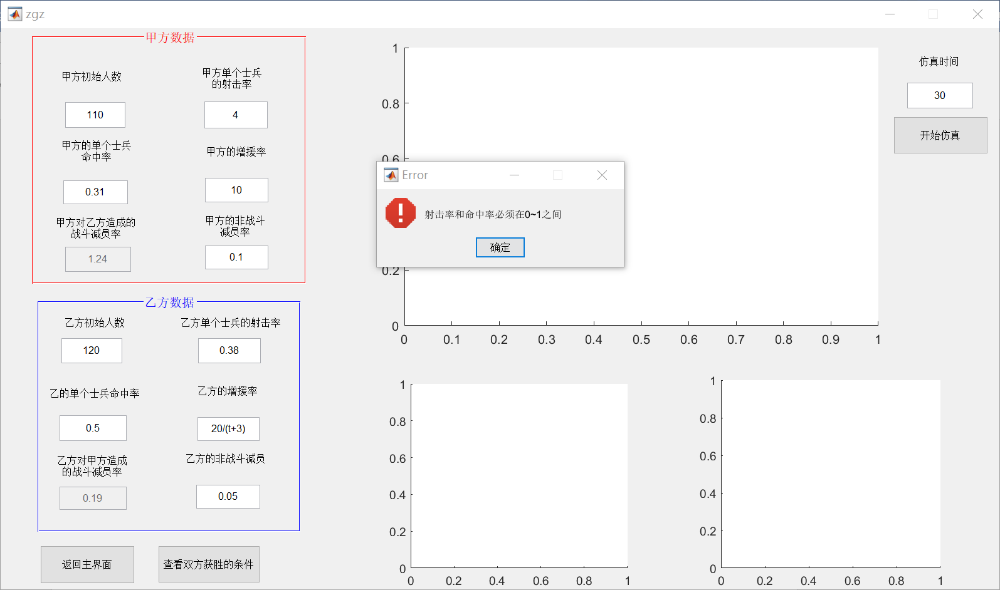 zgz
甲方数据
甲方初始人数
甲方单个士兵
的射击率
110
4
甲方的单个士兵
命中率
甲方的增援率
0.31
10
甲方对乙方造成的
战斗减员率
甲方的非战斗
减员率
1.24
0.1
乙方数据
乙方初始人数
乙方单个士兵的射击率
120
0.38
乙的单个士兵命中率
乙方的增援率
0.5
20/(t+3)
乙方对甲方造成
的战斗减员率
乙方的非战斗减员
0.19
0.05
返回主界面
查看双方获胜的条件
1
0.8
0.6
0.2
0
0
0.1
0.2
0.3
0.4
0.5
0.6
0.7
0.8
0.9
1
Error
射击率和命中率必须在0~1之间
确定
仿真时间
30
开始仿真
1
0.8
0.6
0.4
0.2
0
0
0.2
0.4
0.6
0.8
1
1
0.8
0.6
0.4
0.2
0
0
0.2
0.4
0.6
0.8
1